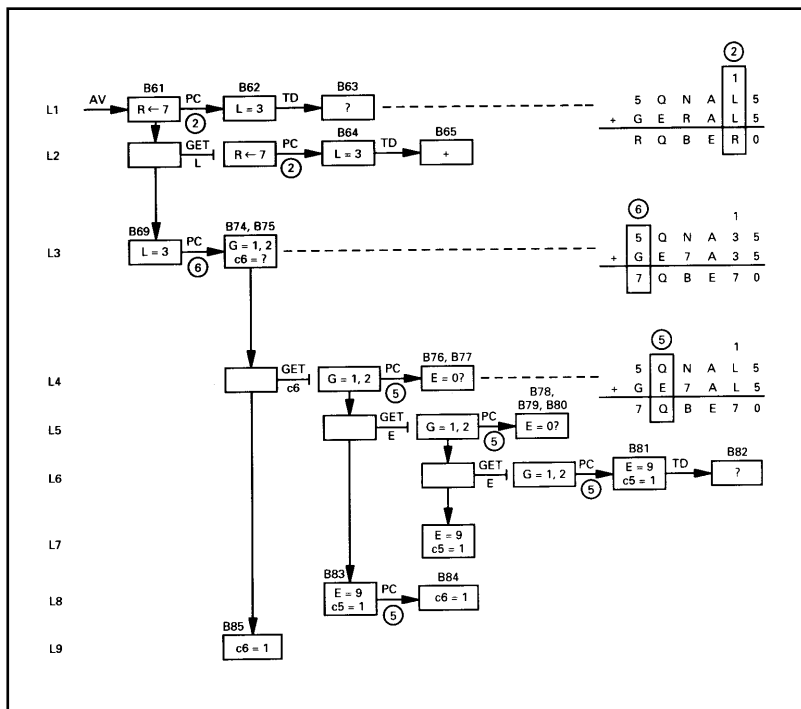 B61 B62 B63
L1 AV R ← 7 PC ② L = 3 TD ?
②
1
5 Q N A L 5
+ G E R A L 5
R Q B E R 0
B64 B65
L2 GET L R ← 7 PC ② L = 3 TD +
B69 B74, B75
L3 L = 3 PC ⑥ G = 1, 2
c6 = ?
⑥
1
5 Q N A 3 5
+ G E 7 A 3 5
7 Q B E 7 0
B76, B77
L4 GET c6 G = 1, 2 PC ⑤ E = 0?
⑤
1
5 Q N A L 5
+ G E 7 A L 5
7 Q B E 7 0
B78,
B79, B80
L5 GET E G = 1, 2 PC ⑤ E = 0?
B81 B82
L6 GET E G = 1, 2 PC ⑤ E = 9
c5 = 1 TD ?
L7 E = 9
c5 = 1
B83 B84
L8 E = 9
c5 = 1 PC ⑤ c6 = 1
B85
L9 c6 = 1